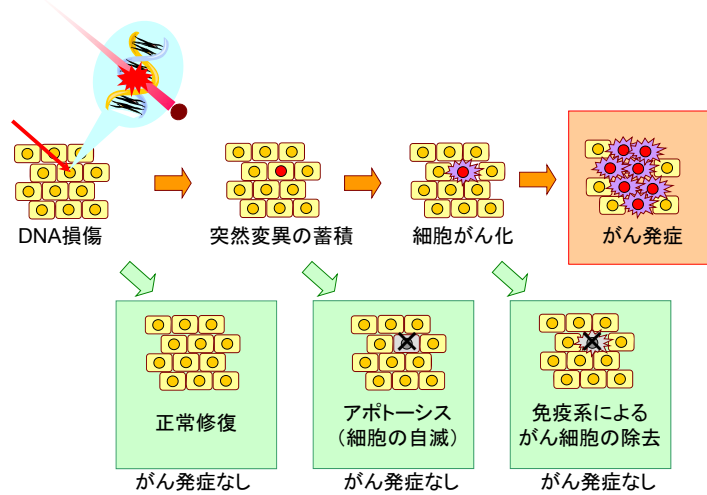 DNA損傷
突然変異の蓄積
細胞がん化
がん発症
正常修復
アポトーシス
（細胞の自滅）
免疫系による
がん細胞の除去
がん発症なし
がん発症なし
がん発症なし